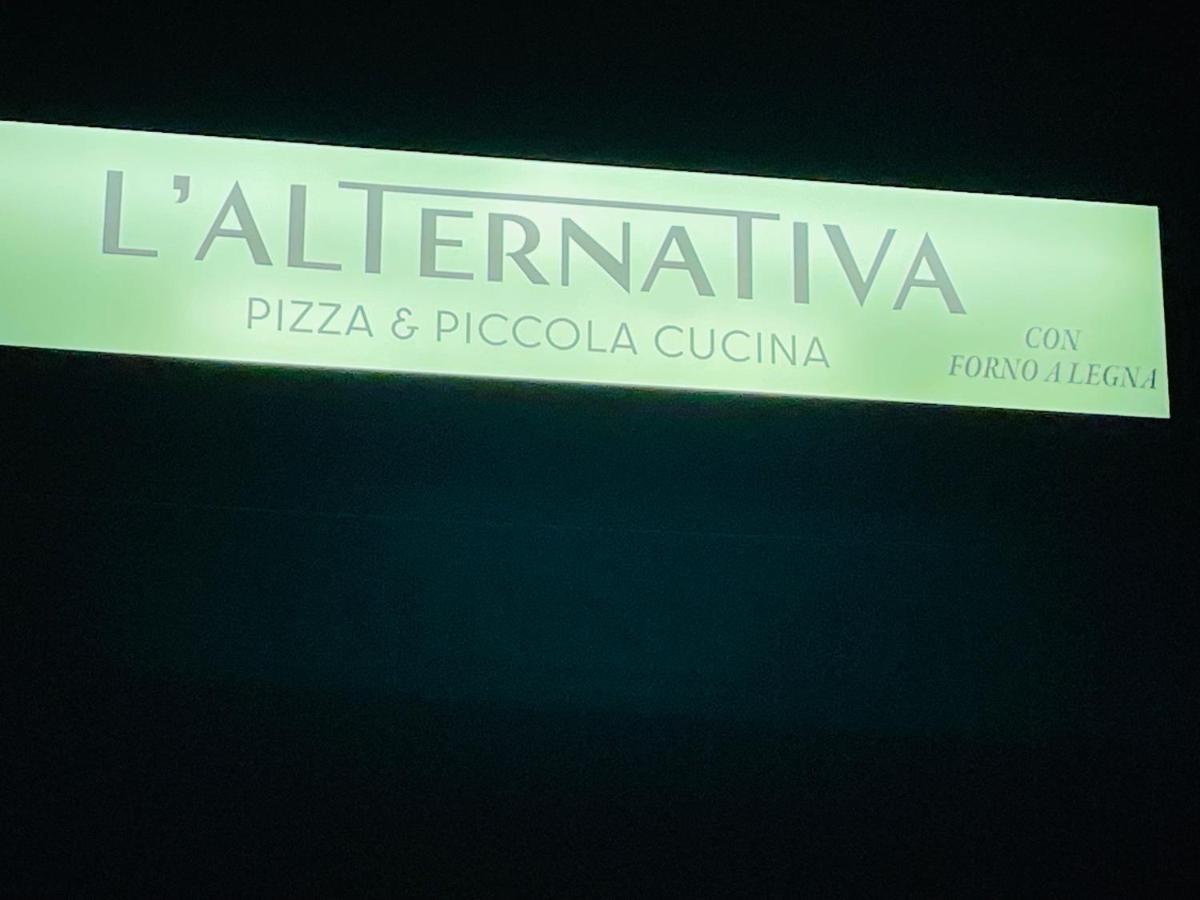 L'ALTERNATIVA
PIZZA & PICCOLA CUCINA
CON
FORNO A LEGNA